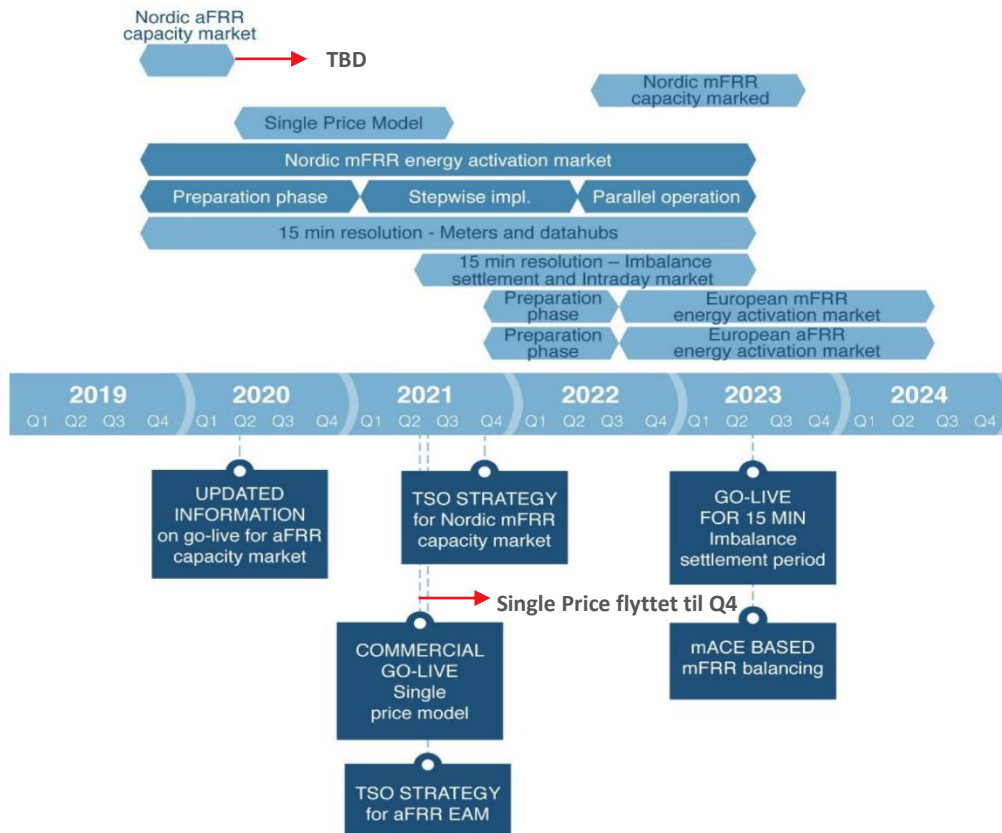 Nordic aFRR
capacity market
TBD
Nordic mFRR
capacity marked
Single Price Model
Nordic mFRR energy activation market
Preparation phase
Stepwise impl.
Parallel operation
15 min resolution - Meters and datahubs
15 min resolution – Imbalance
settlement and Intraday market
Preparation
phase
European mFRR
energy activation market
Preparation
phase
European aFRR
energy activation market
2019
Q1 Q2 Q3 Q4
2020
Q1 Q2 Q3 Q4
2021
Q1 Q2 Q3 Q4
2022
Q1 Q2 Q3 Q4
2023
Q1 Q2 Q3 Q4
2024
Q1 Q2 Q3 Q4
UPDATED
INFORMATION
on go-live for aFRR
capacity market
TSO STRATEGY
for Nordic mFRR
capacity market
GO-LIVE
FOR 15 MIN
Imbalance
settlement period
Single Price flyttet til Q4
COMMERCIAL
GO-LIVE
Single
price model
mACE BASED
mFRR balancing
TSO STRATEGY
for aFRR EAM